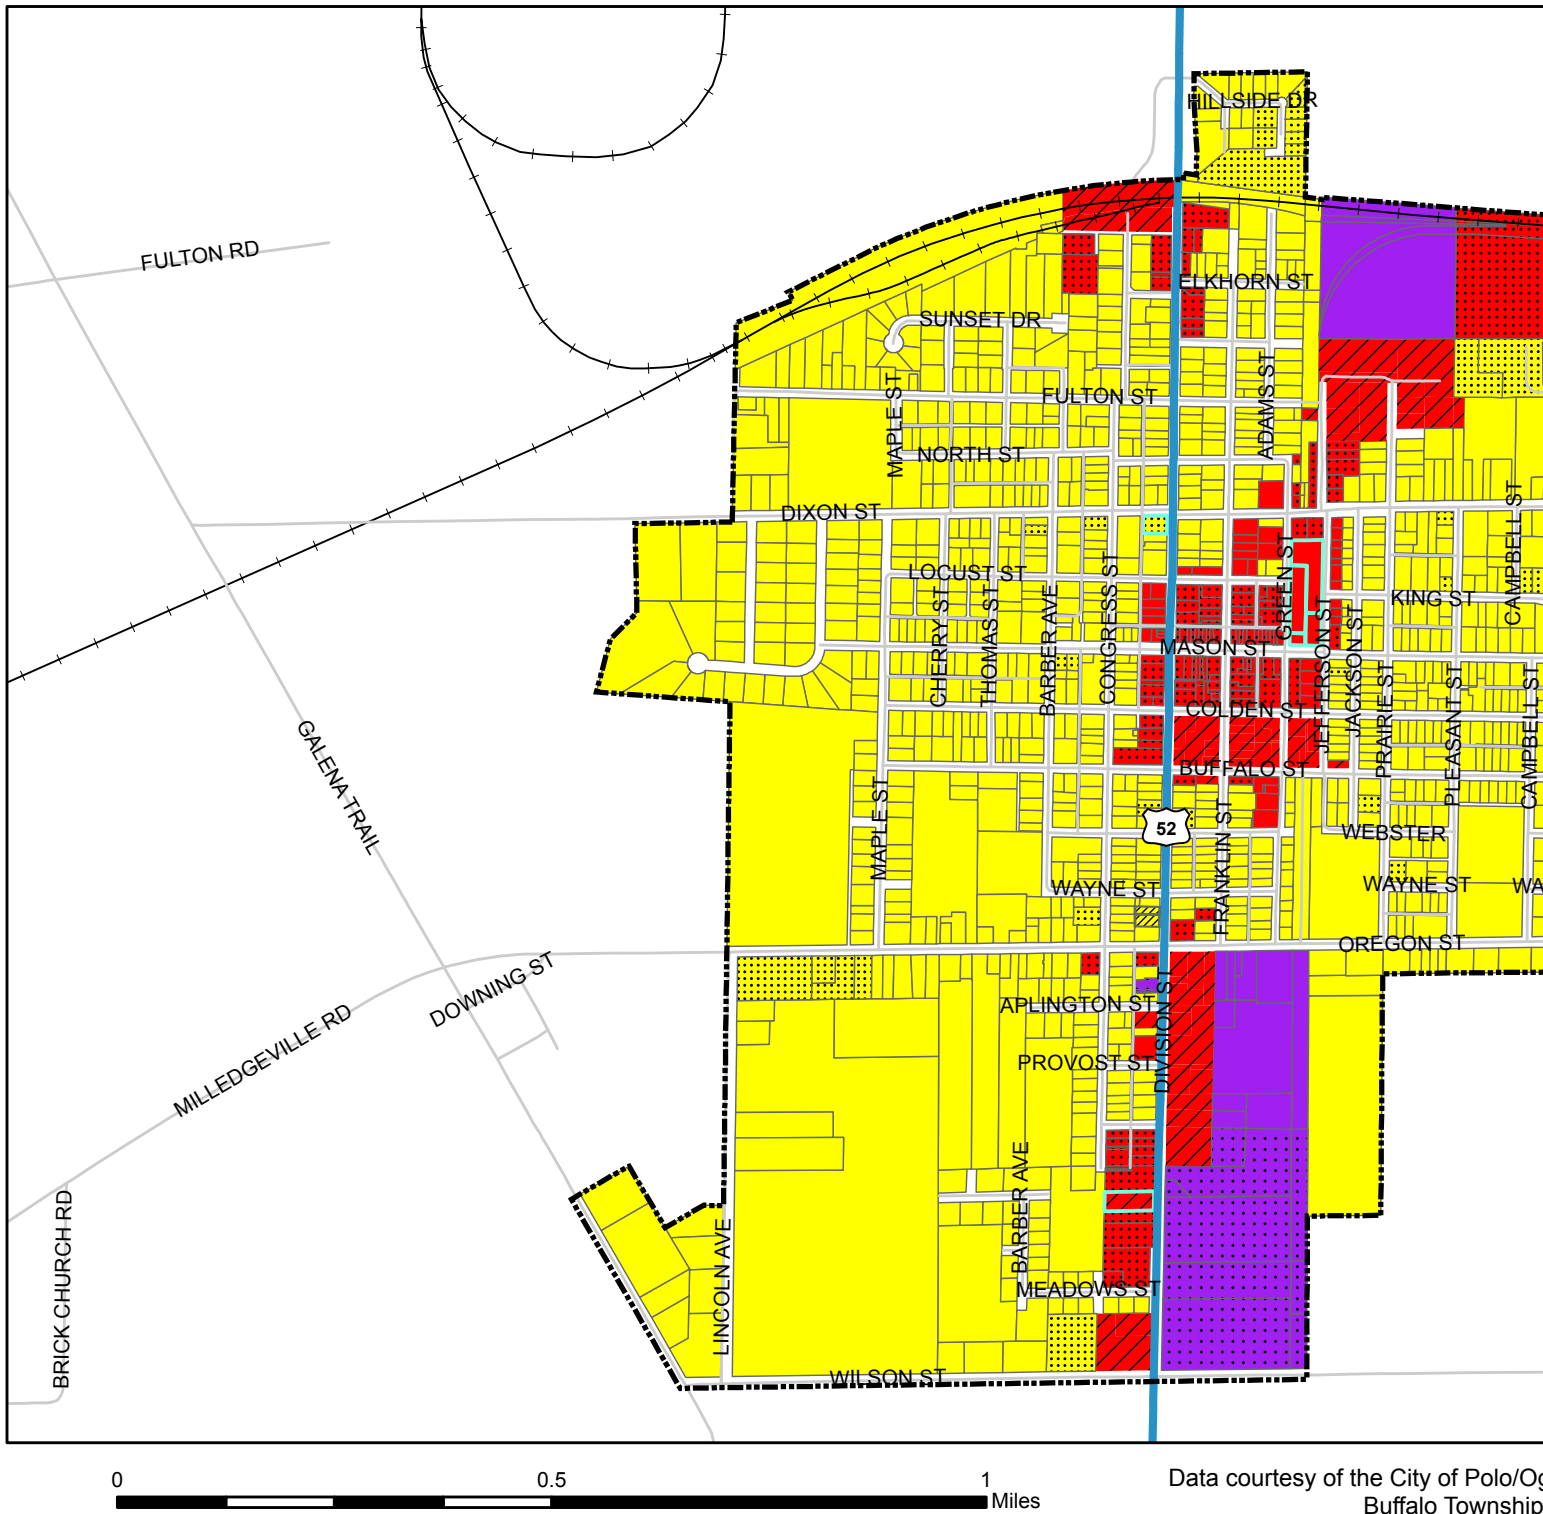 HILLSIDE DR
FULTON RD
ELKHORN ST
SUNSET DR
ADAMS ST
MAPLE ST
FULTON ST
NORTH ST
DIXON ST
CAMPBELL ST
GREEN ST
LOCUST ST
CHERRY ST
THOMAS ST
BARBER AVE
CONGRESS ST
KING ST
JEFFERSON ST
JACKSON ST
MASON ST
PRAIRIE ST
PLEASANT ST
CAMPBELL ST
COLDEN ST
GALENA TRAIL
BUFFALO ST
MAPLE ST
52
FRANKLIN ST
WEBSTER
WAYNE ST
WAYNE ST
WA
OREGON ST
DOWNING ST
MILLEDGEVILLE RD
APLINGTON ST
DIVISION ST
PROVOST ST
BARBER AVE
BRICK CHURCH RD
LINCOLN AVE
MEADOWS ST
WILSON ST
0 0.5 1
Miles
Data courtesy of the City of Polo/Og
Buffalo Township